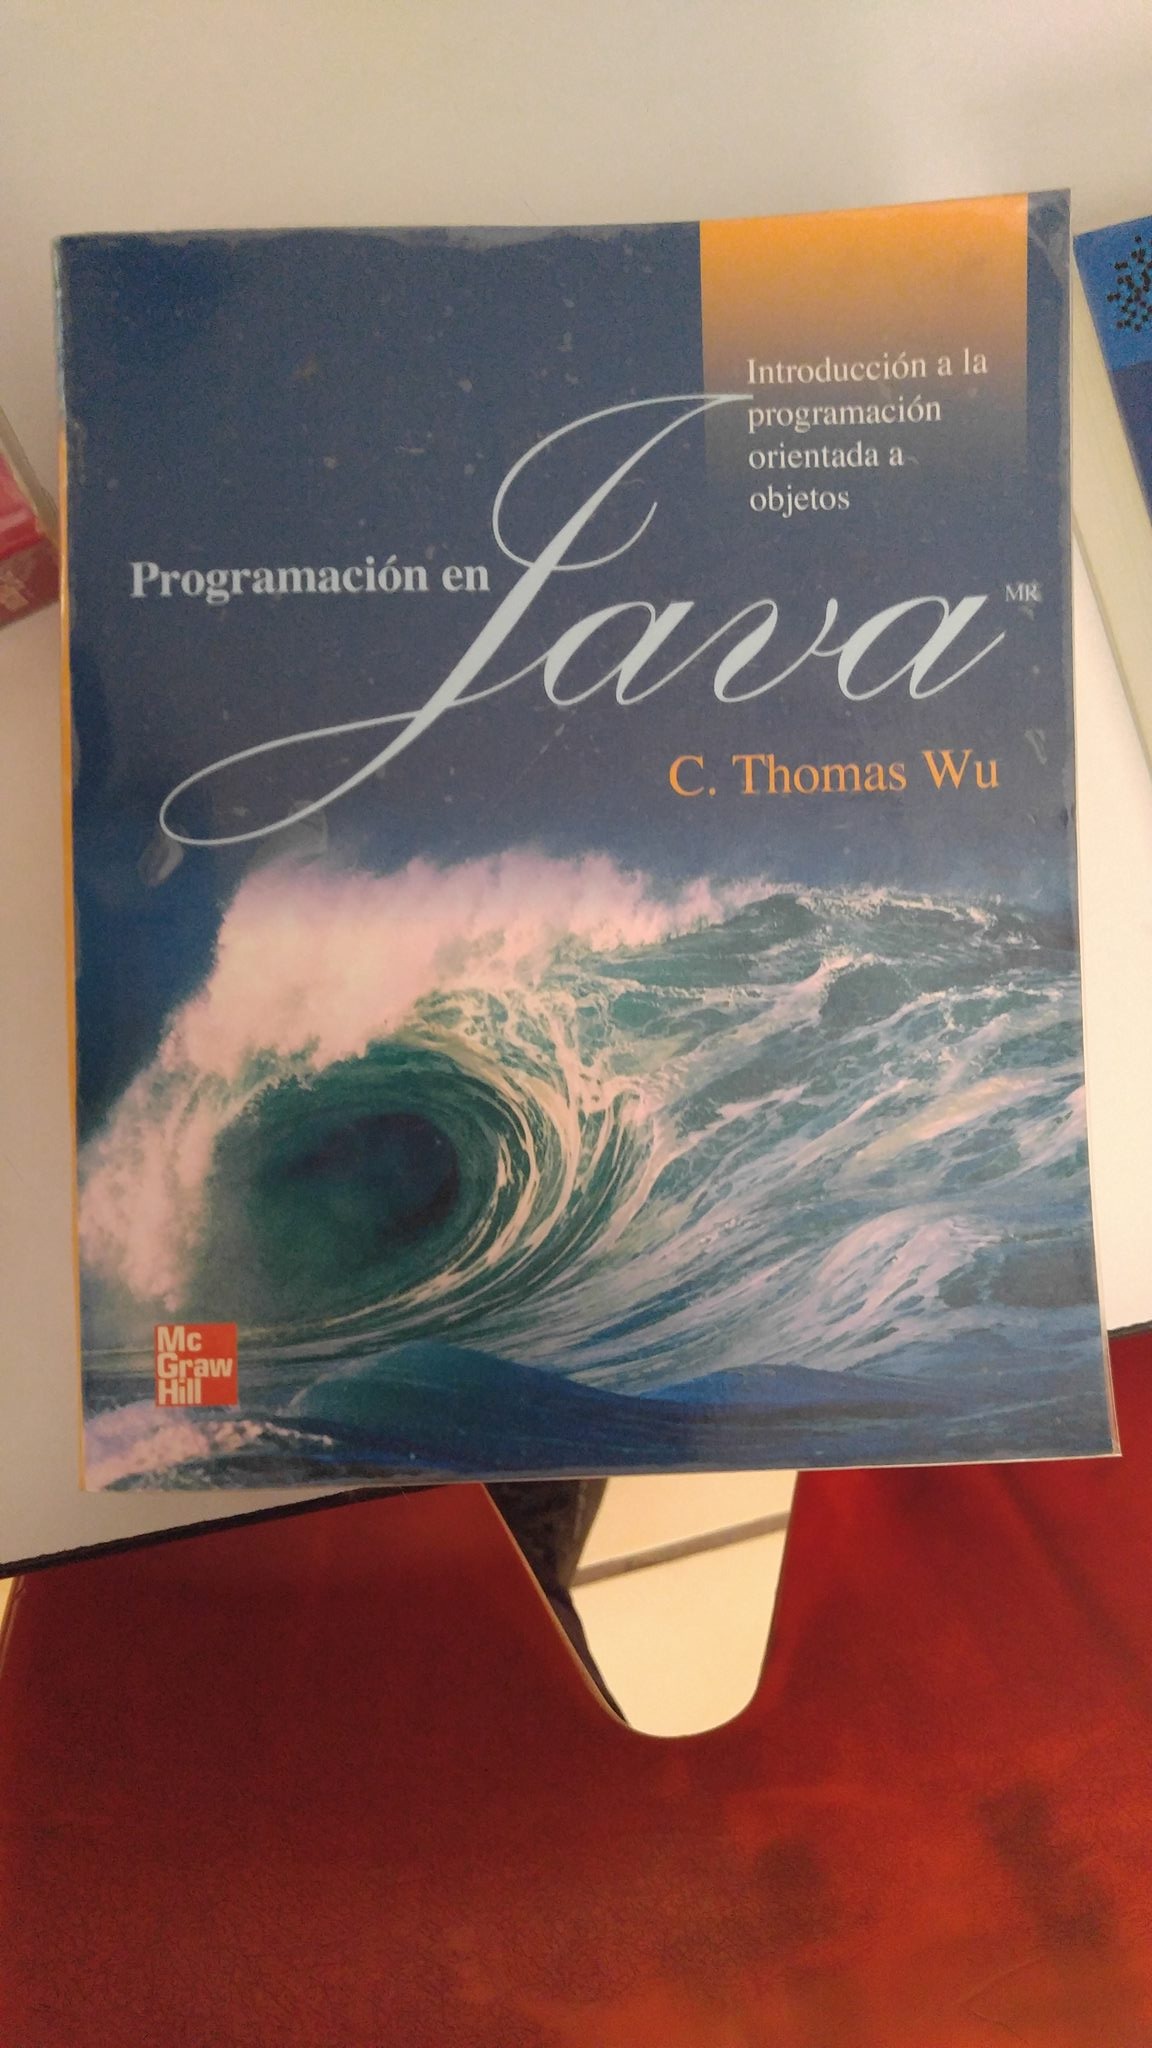 Introducción a la
programación
orientada a
objetos
Programación en Java MR
C. Thomas Wu
Mc
Graw
Hill